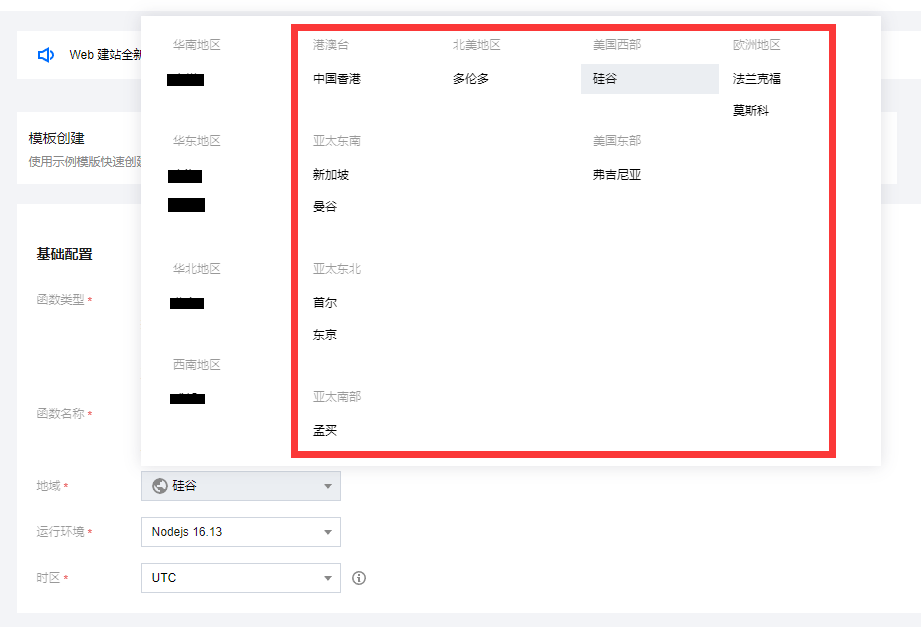 Web 建站全新
模板创建
使用示例模版快速创建
基础配置
函数类型 *
函数名称 *
华南地区
华东地区
华北地区
西南地区
港澳台
中国香港
亚太东南
新加坡
曼谷
亚太东北
首尔
东京
亚太南部
孟买
北美地区
多伦多
美国西部
硅谷
美国东部
弗吉尼亚
欧洲地区
法兰克福
莫斯科
地域 *
硅谷
运行环境 *
Nodejs 16.13
时区 *
UTC